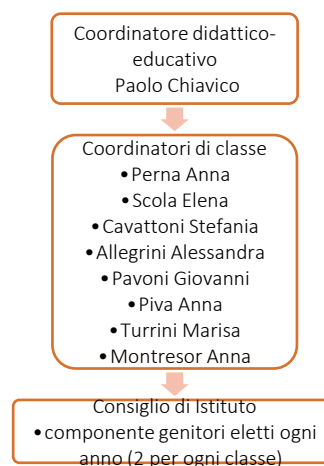 Coordinatore didattico-
educativo
Paolo Chiavico
Coordinatori di classe
•Perna Anna
•Scola Elena
•Cavattoni Stefania
•Allegrini Alessandra
•Pavoni Giovanni
•Piva Anna
•Turrini Marisa
•Montresor Anna
Consiglio di Istituto
•componente genitori eletti ogni
anno (2 per ogni classe)